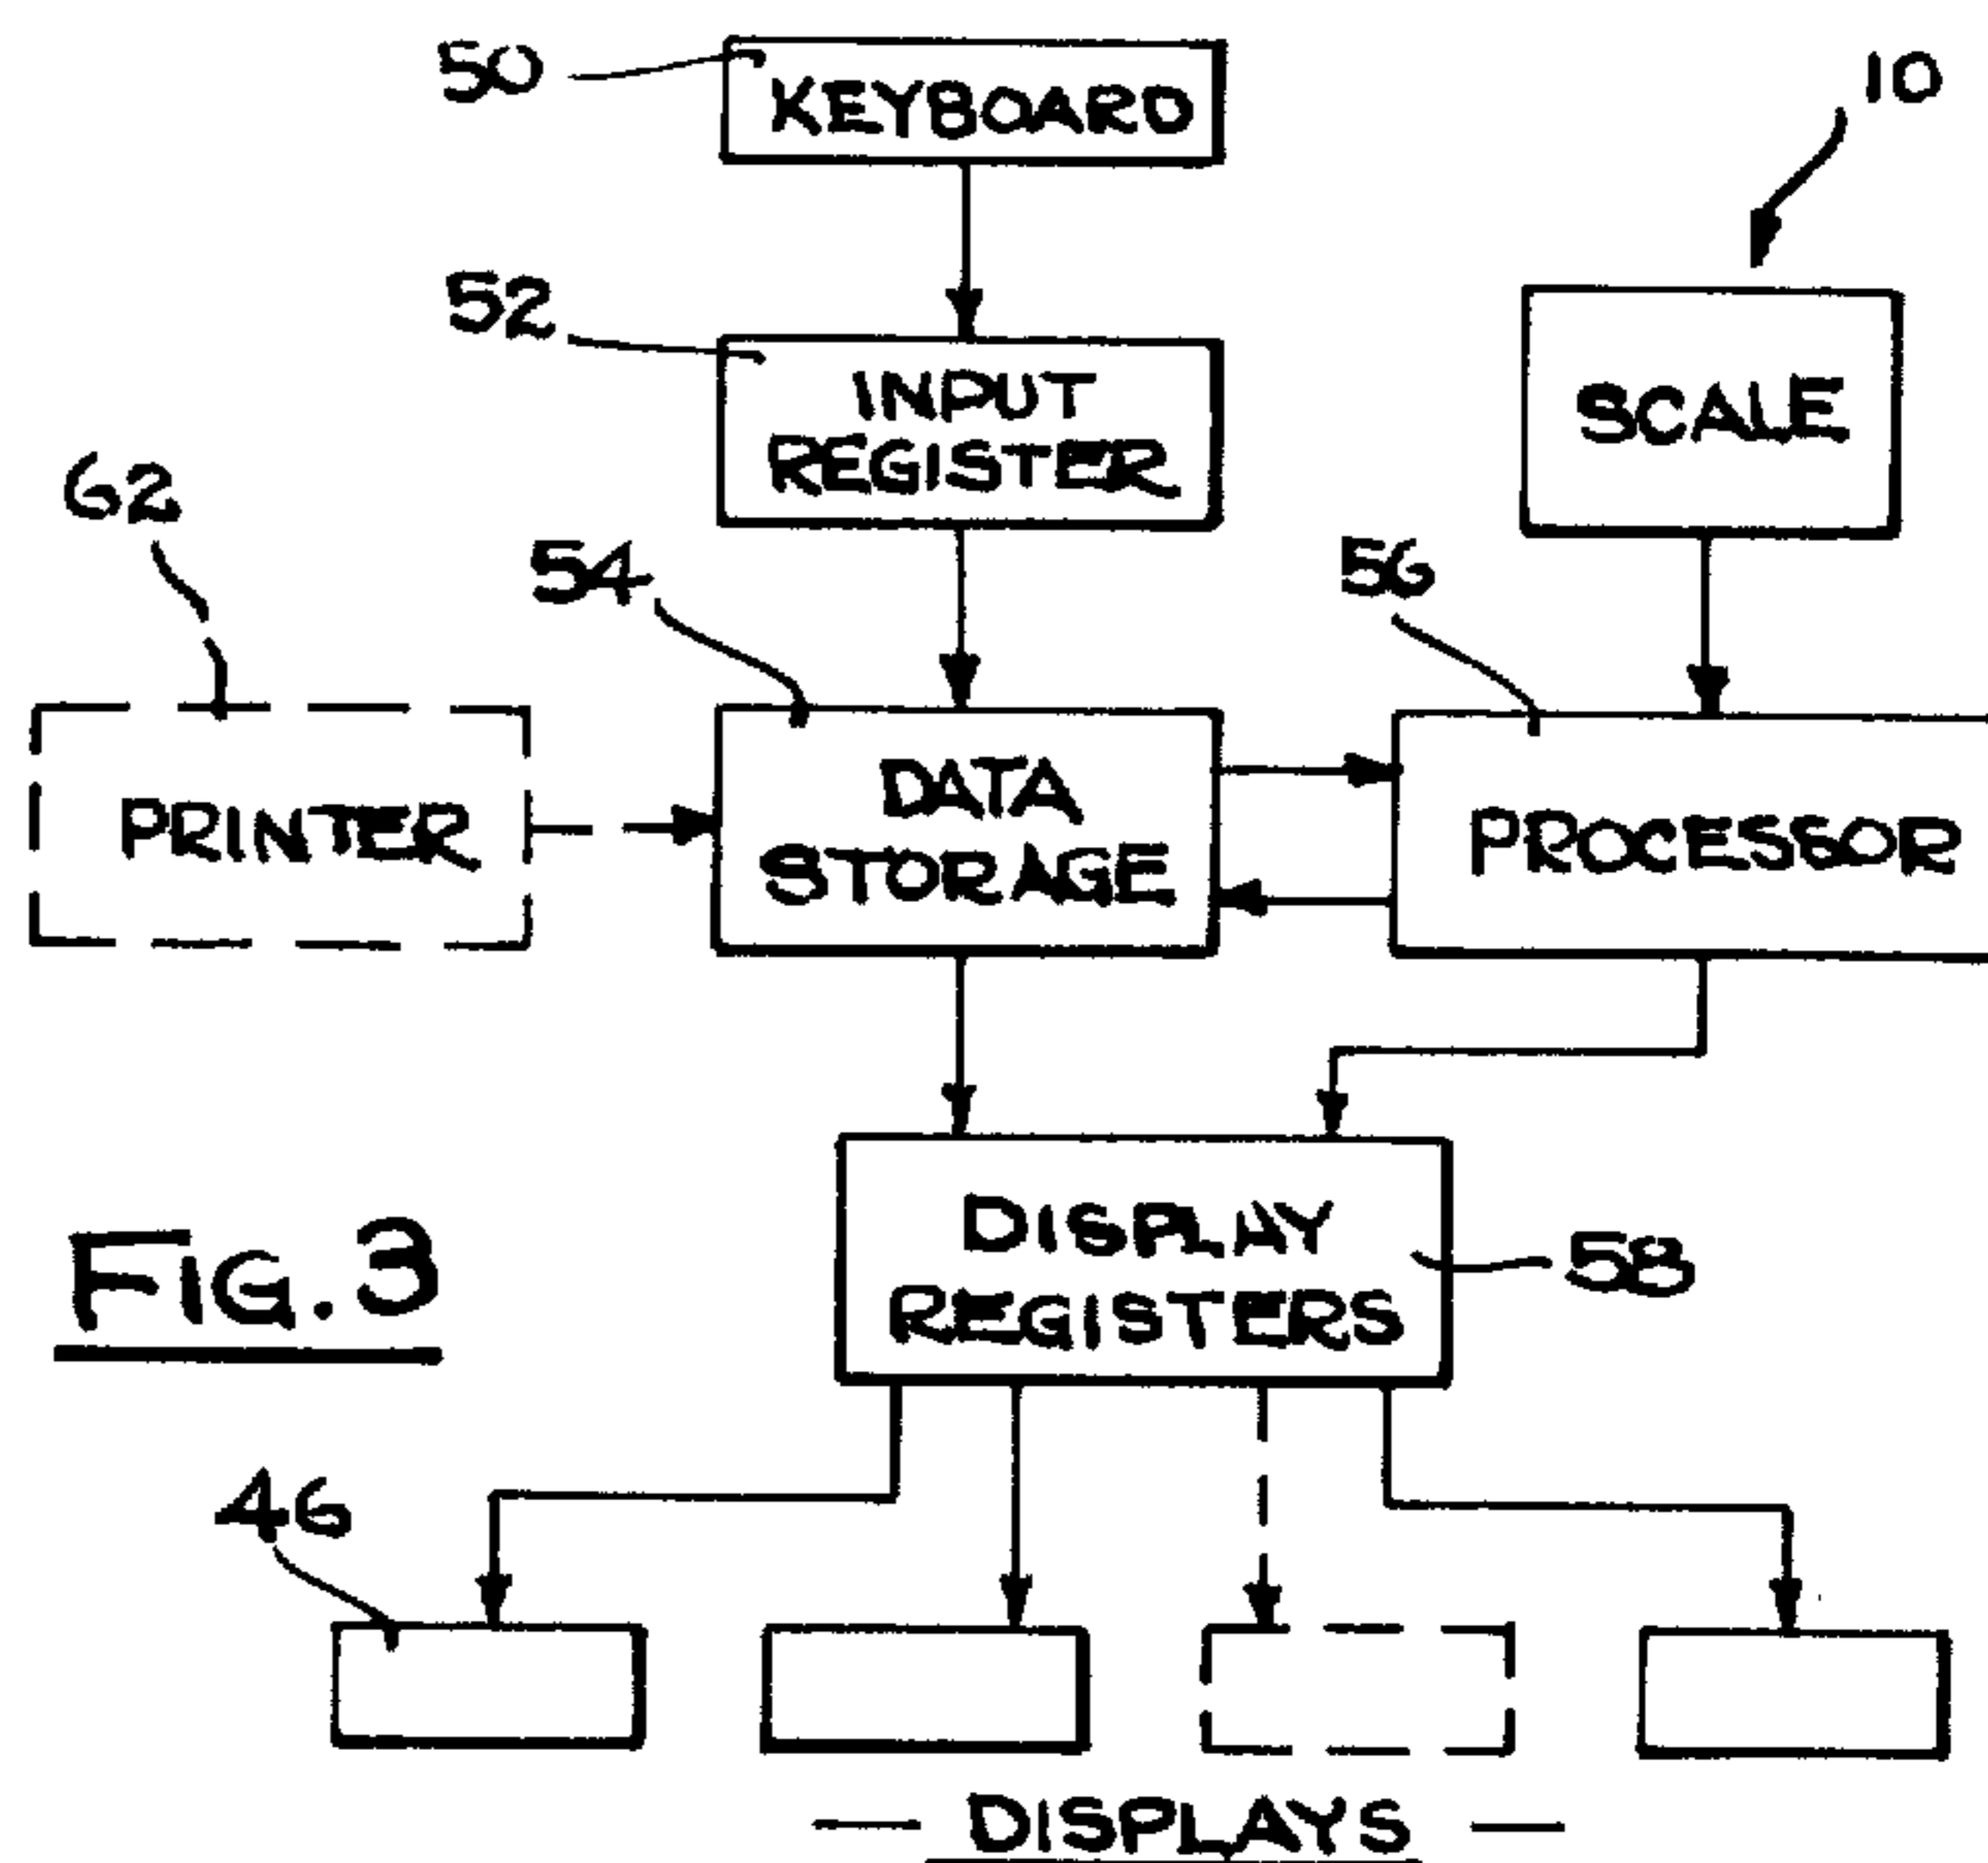 50
KEYBOARD
10
52
INPUT
REGISTER
SCALE
62
54
56
PRINTER
DATA
STORAGE
PROCESSOR
DISPLAY
REGISTERS
58
FIG. 3
46
— DISPLAYS —